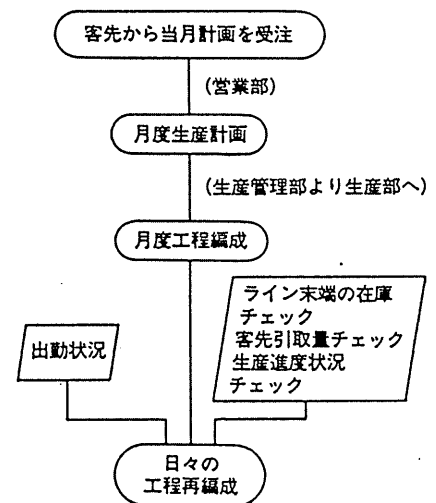 客先から当月計画を受注
(営業部)
月度生産計画
(生産管理部より生産部へ)
月度工程編成
ライン末端の在庫
チェック
客先引取量チェック
生産進度状況
チェック
出勤状況
日々の
工程再編成